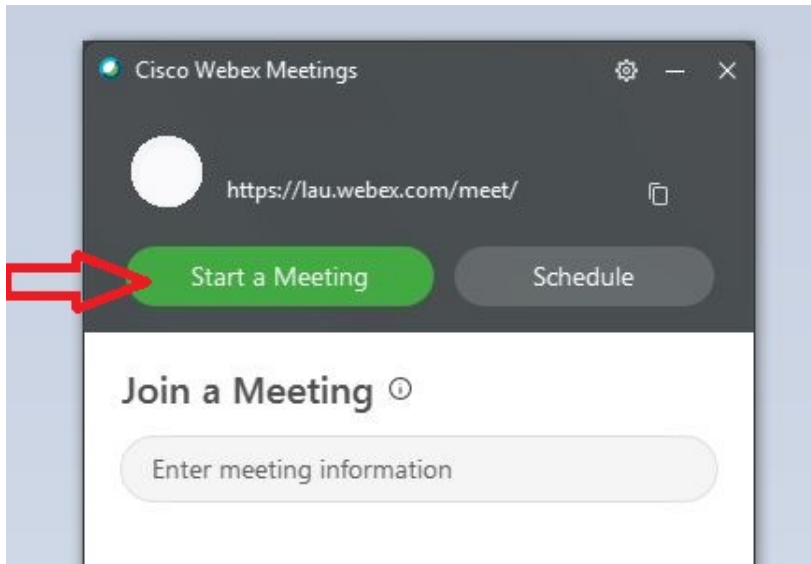 Cisco Webex Meetings
https://lau.webex.com/meet/
Start a Meeting
Schedule
Join a Meeting
Enter meeting information